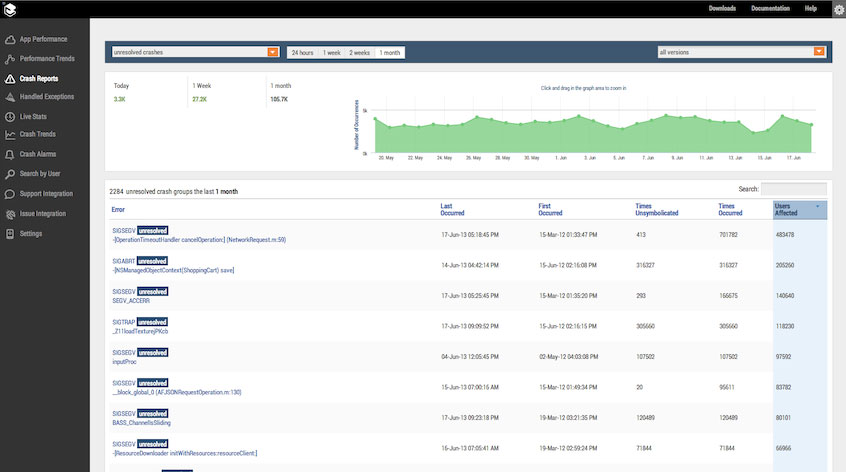 Downloads Documentation Help
App Performance
Performance Trends
Crash Reports
Handled Exceptions
Live Stats
Crash Trends
Crash Alarms
Search by User
Support Integration
Issue Integration
Settings
unresolved crashes 24 hours 1 week 2 weeks 1 month all versions
Today 1 Week 1 month
3.3K 27.2K 105.7K
Click and drag in the graph area to zoom in
Number of Occurrences
5k
0k
20. May 22. May 24. May 26. May 28. May 30. May 1. Jun 3. Jun 5. Jun 7. Jun 9. Jun 11. Jun 13. Jun 15. Jun 17. Jun
2284 unresolved crash groups the last 1 month Search:
Error Last Occurred First Occurred Times Unsymbolicated Times Occurred Users Affected
SIGSEGV unresolved
-[OperationTimeoutHandler cancelOperation:] (NetworkRequest.m:59) 17-Jun-13 05:18:45 PM 15-Mar-12 01:33:47 PM 413 701782 483478
SIGABRT unresolved
-[NSManagedObjectContext(ShoppingCart) save] 14-Jun-13 04:42:14 PM 15-Jun-12 02:16:08 PM 316327 316327 205260
SIGSEGV unresolved
SEGV_ACCERR 17-Jun-13 05:25:45 PM 15-Mar-12 01:35:20 PM 293 166675 140640
SIGTRAP unresolved
_Z11loadTexturejPKcb 17-Jun-13 09:09:52 PM 15-Jun-12 02:16:15 PM 305660 305660 118230
SIGSEGV unresolved
inputProc 04-Jun-13 12:05:45 PM 02-May-12 04:03:08 PM 107502 107502 97592
SIGSEGV unresolved
__block_global_0 (AFJSONRequestOperation.m:130) 15-Jun-13 07:00:16 AM 15-Mar-12 01:49:34 PM 20 95611 83782
SIGSEGV unresolved
BASS_ChannelIsSliding 17-Jun-13 09:23:18 PM 19-Mar-12 03:21:35 PM 120489 120489 80101
SIGSEGV unresolved
-[ResourceDownloader initWithResources:resourceClient:] 16-Jun-13 07:05:41 AM 19-Mar-12 02:59:24 PM 71844 71844 66966